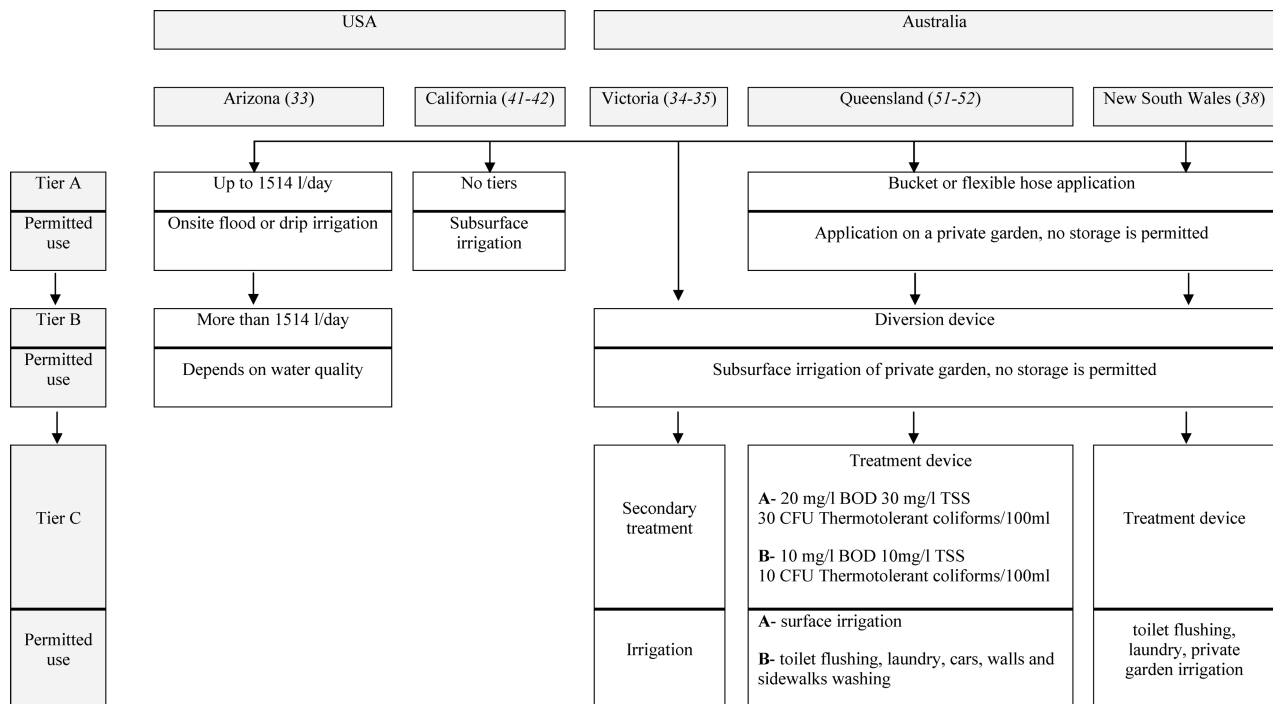 USA
Australia
Arizona (33)
California (41-42)
Victoria (34-35)
Queensland (51-52)
New South Wales (38)
Tier A
Up to 1514 l/day
No tiers
Bucket or flexible hose application
Permitted
use
Onsite flood or drip irrigation
Subsurface
irrigation
Application on a private garden, no storage is permitted
Tier B
More than 1514 l/day
Diversion device
Permitted
use
Depends on water quality
Subsurface irrigation of private garden, no storage is permitted
Tier C
Secondary
treatment
Treatment device
A- 20 mg/l BOD 30 mg/l TSS
30 CFU Thermotolerant coliforms/100ml
B- 10 mg/l BOD 10mg/l TSS
10 CFU Thermotolerant coliforms/100ml
Treatment device
Permitted
use
Irrigation
A- surface irrigation
B- toilet flushing, laundry, cars, walls and
sidewalks washing
toilet flushing,
laundry, private
garden irrigation